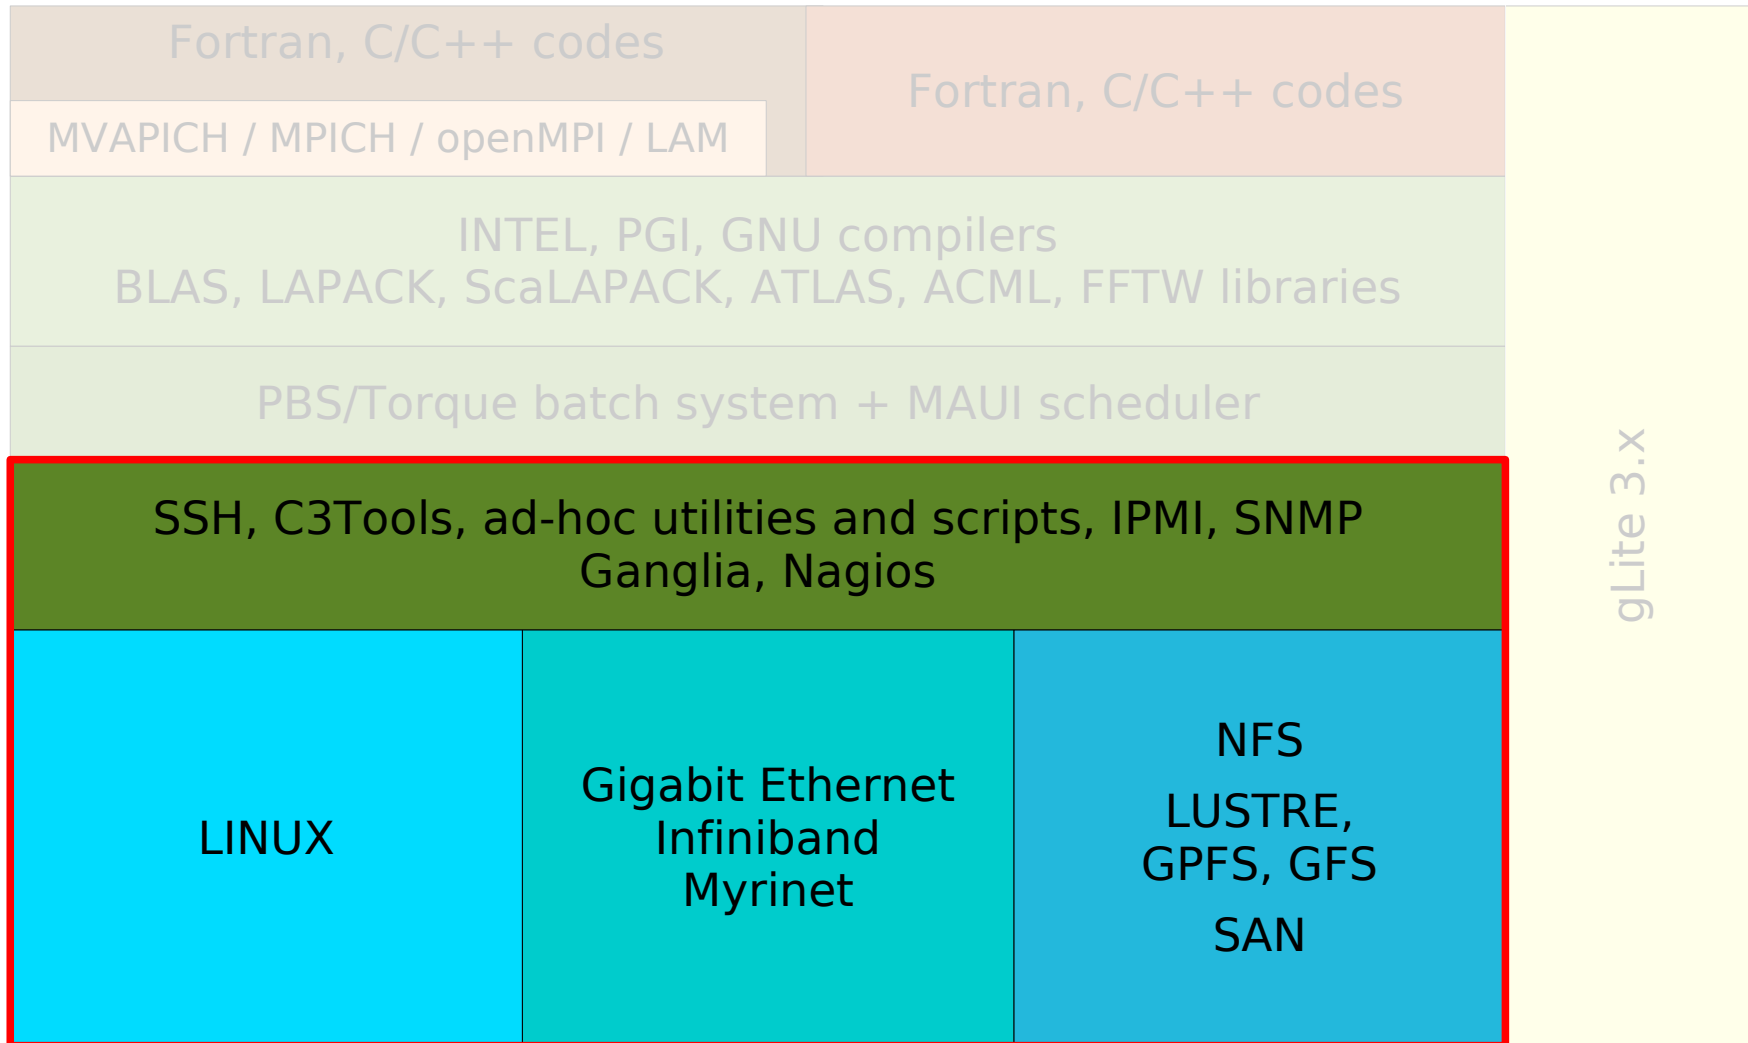 Fortran, C/C++ codes
MVAPICH / MPICH / openMPI / LAM
Fortran, C/C++ codes
INTEL, PGI, GNU compilers
BLAS, LAPACK, ScaLAPACK, ATLAS, ACML, FFTW libraries
PBS/Torque batch system + MAUI scheduler
SSH, C3Tools, ad-hoc utilities and scripts, IPMI, SNMP
Ganglia, Nagios
LINUX
Gigabit Ethernet
Infiniband
Myrinet
NFS
LUSTRE,
GPFS, GFS
SAN
gLite 3.x